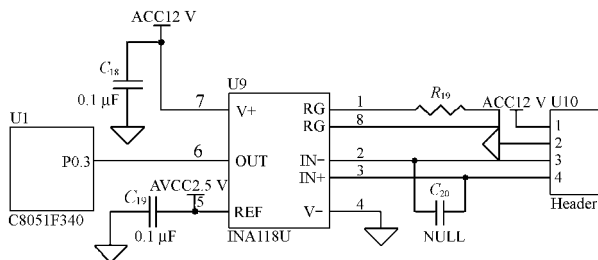 ACC12 V
C18
0.1 μF
U1
P0.3
C8051F340
U9
7
V+
6
OUT
AVCC2.5 V
C19
5
REF
0.1 μF
INA118U
RG
1
R19
RG
8
IN−
2
IN+
3
V−
4
C20
NULL
ACC12 V
U10
1
2
3
4
Header